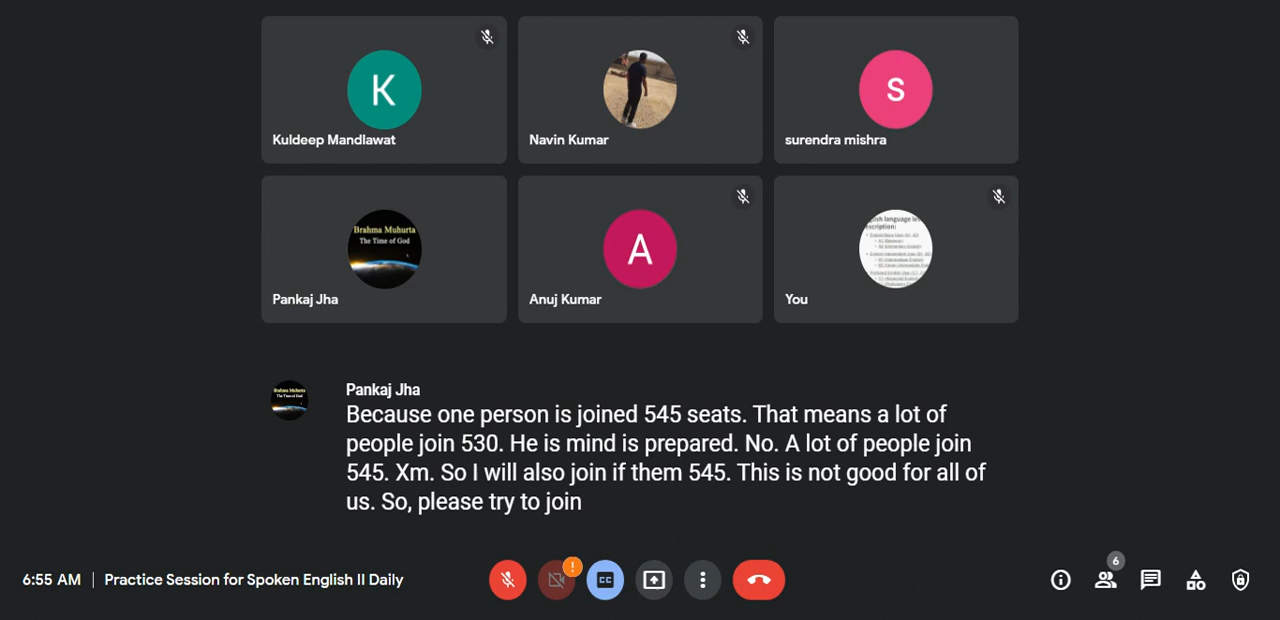 K
Kuldeep Mandlawat
Navin Kumar
S
surendra mishra
Brahma Muhurta
The Time of God
Pankaj Jha
A
Anuj Kumar
You
Pankaj Jha
Because one person is joined 545 seats. That means a lot of
people join 530. He is mind is prepared. No. A lot of people join
545. Xm. So I will also join if them 545. This is not good for all of
us. So, please try to join
6:55 AM | Practice Session for Spoken English II Daily
!
CC
6